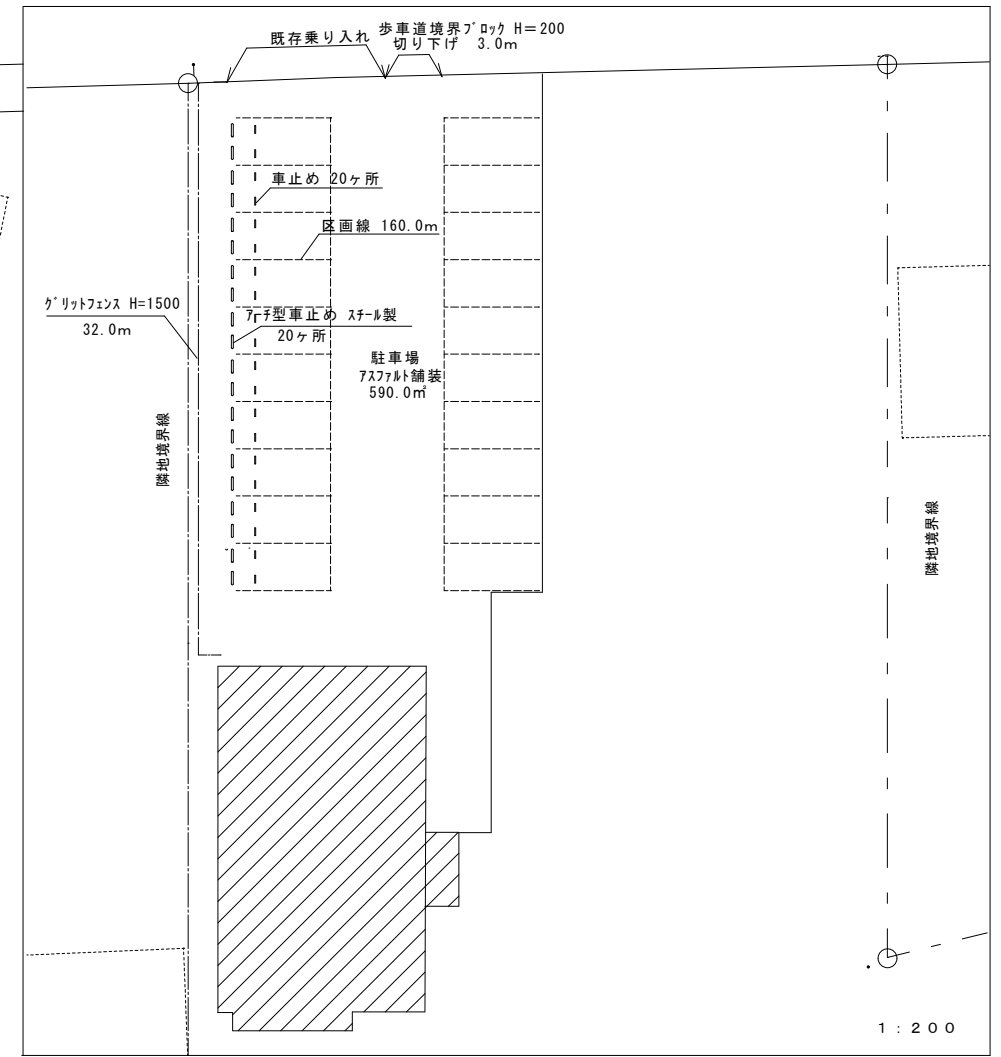 既存乗り入れ
歩車道境界ﾌﾞﾛｯｸ H=200
切り下げ 3.0m
車止め 20ヶ所
区画線 160.0m
ｸﾞﾘｯﾄﾌｪﾝｽ H=1500
32.0m
ｱｰﾁ型車止め ｽﾁｰﾙ製
20ヶ所
駐車場
ｱｽﾌｧﾙﾄ舗装
590.0㎡
隣地境界線
隣地境界線
1：200